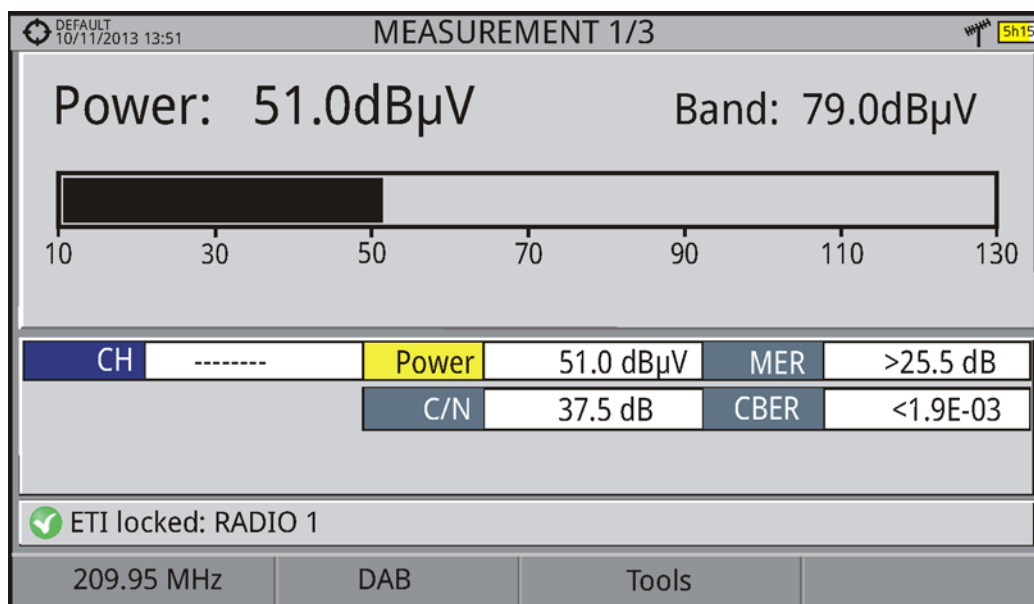 DEFAULT
10/11/2013 13:51
MEASUREMENT 1/3
5h15
Power: 51.0dBµV
Band: 79.0dBµV
10 30 50 70 90 110 130
CH -------- Power 51.0 dBµV MER >25.5 dB
C/N 37.5 dB CBER <1.9E-03
ETI locked: RADIO 1
209.95 MHz DAB Tools